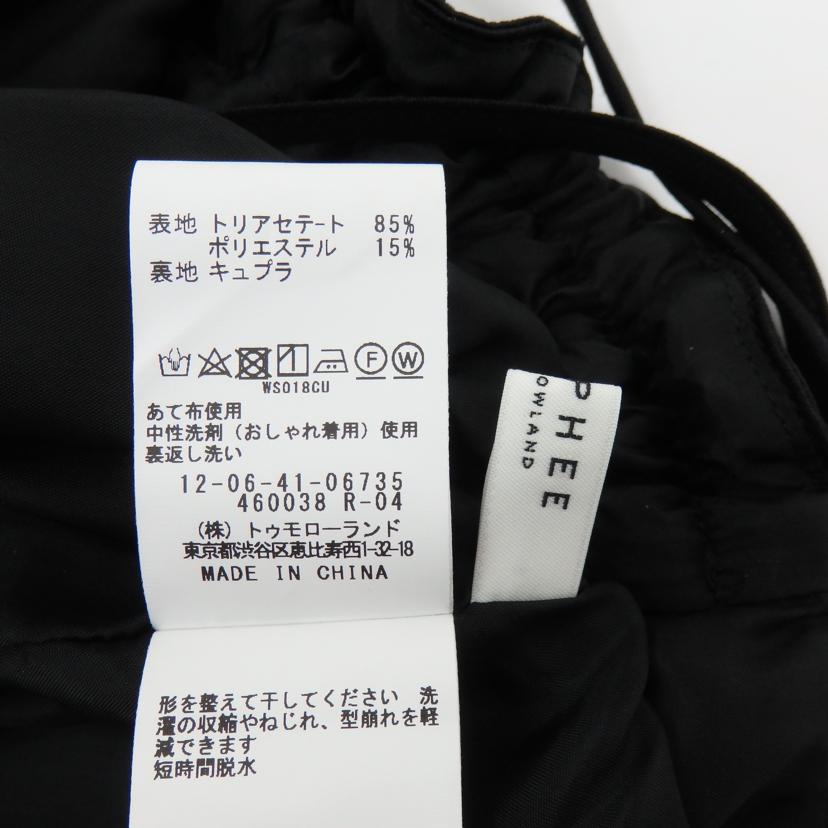 表地 トリアセテート 85%
ポリエステル 15%
裏地 キュプラ
F W
WS018CU
あて布使用
中性洗剤（おしゃれ着用）使用
裏返し洗い
12-06-41-06735
460038 R-04
（株）トゥモローランド
東京都渋谷区恵比寿西1-32-18
MADE IN CHINA
形を整えて干してください 洗
濯の収縮やねじれ、型崩れを軽
減できます
短時間脱水
PHEE
OWLAND